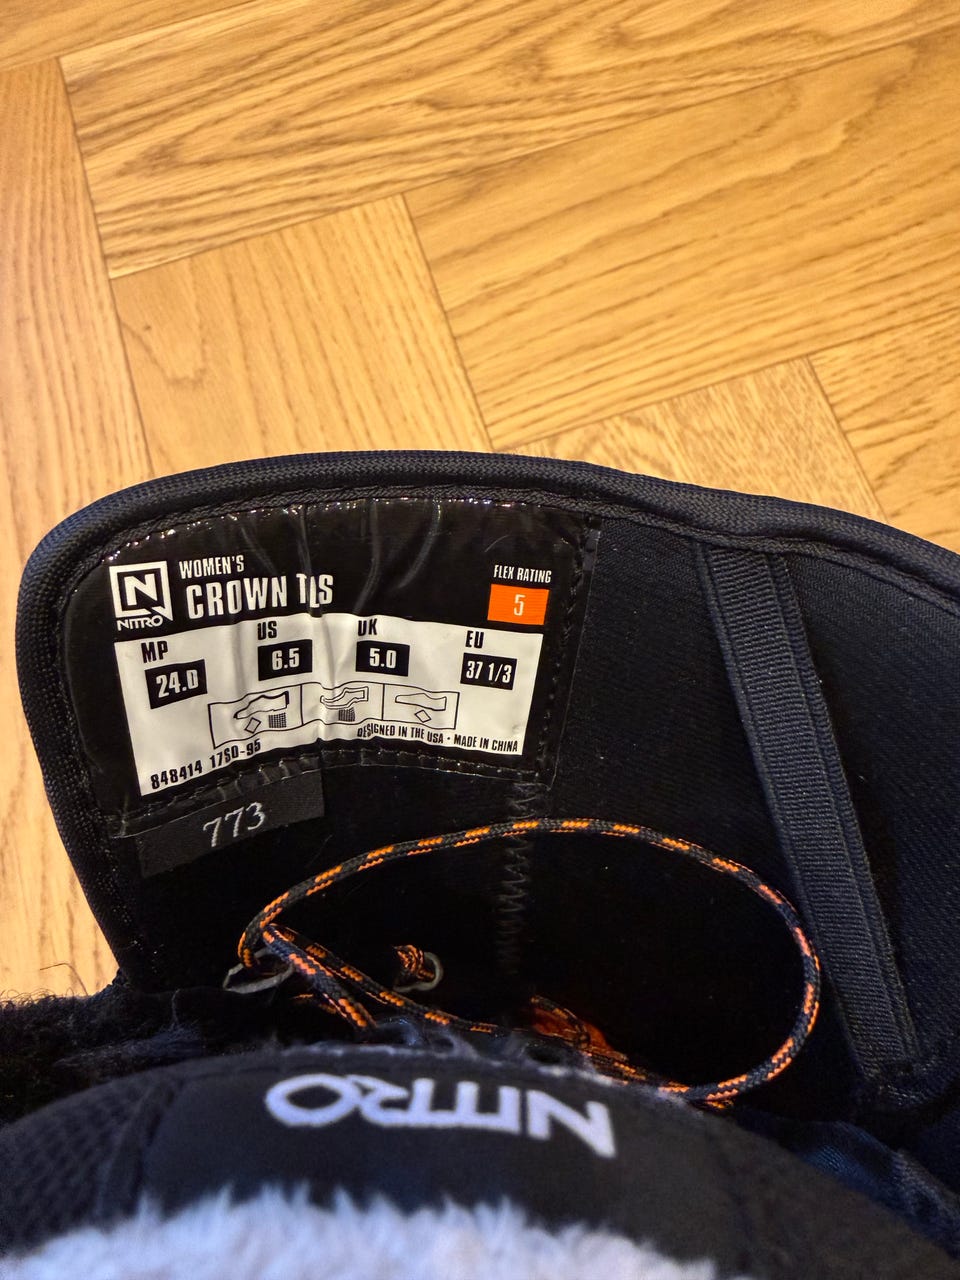 N
NITRO
WOMEN'S
CROWN TLS
FLEX RATING
5
MP
24.0
US
6.5
UK
5.0
EU
37 1/3
DESIGNED IN THE USA • MADE IN CHINA
848414 17SO-95
773
NITRO